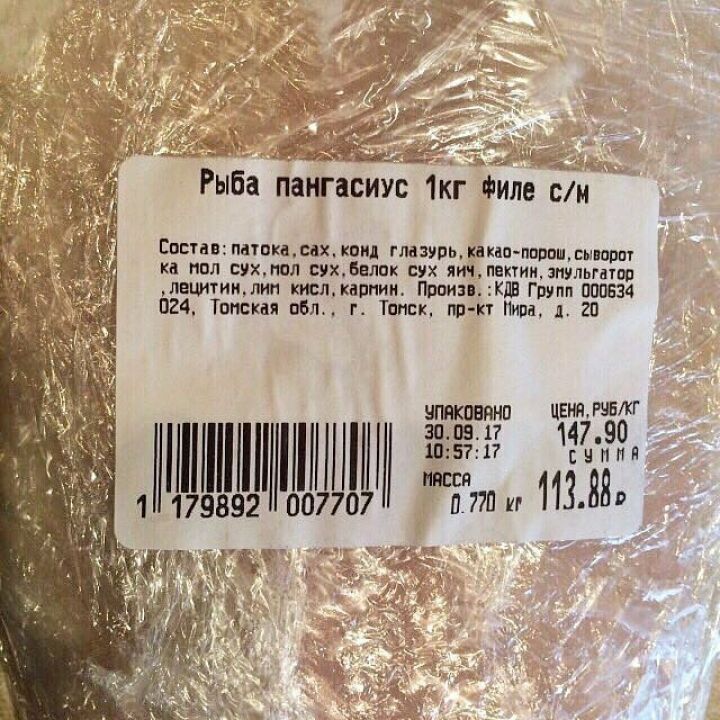 Рыба пангасиус 1кг Филе с/м
Состав: патока, сах, конд глазурь, какао-порош, сыворот
ка мол сух, мол сух, белок сух яич, пектин, эмульгатор
, лецитин, лим кисл, кармин. Произв.: КДВ Групп 000634
024, Томская обл., г. Томск, пр-кт Мира, д. 20
УПАКОВАНО ЦЕНА, РУБ/КГ
30.09.17 147.90
10:57:17 СУММА
МАССА 113.88 р
0.770 кг
1 179892 007707